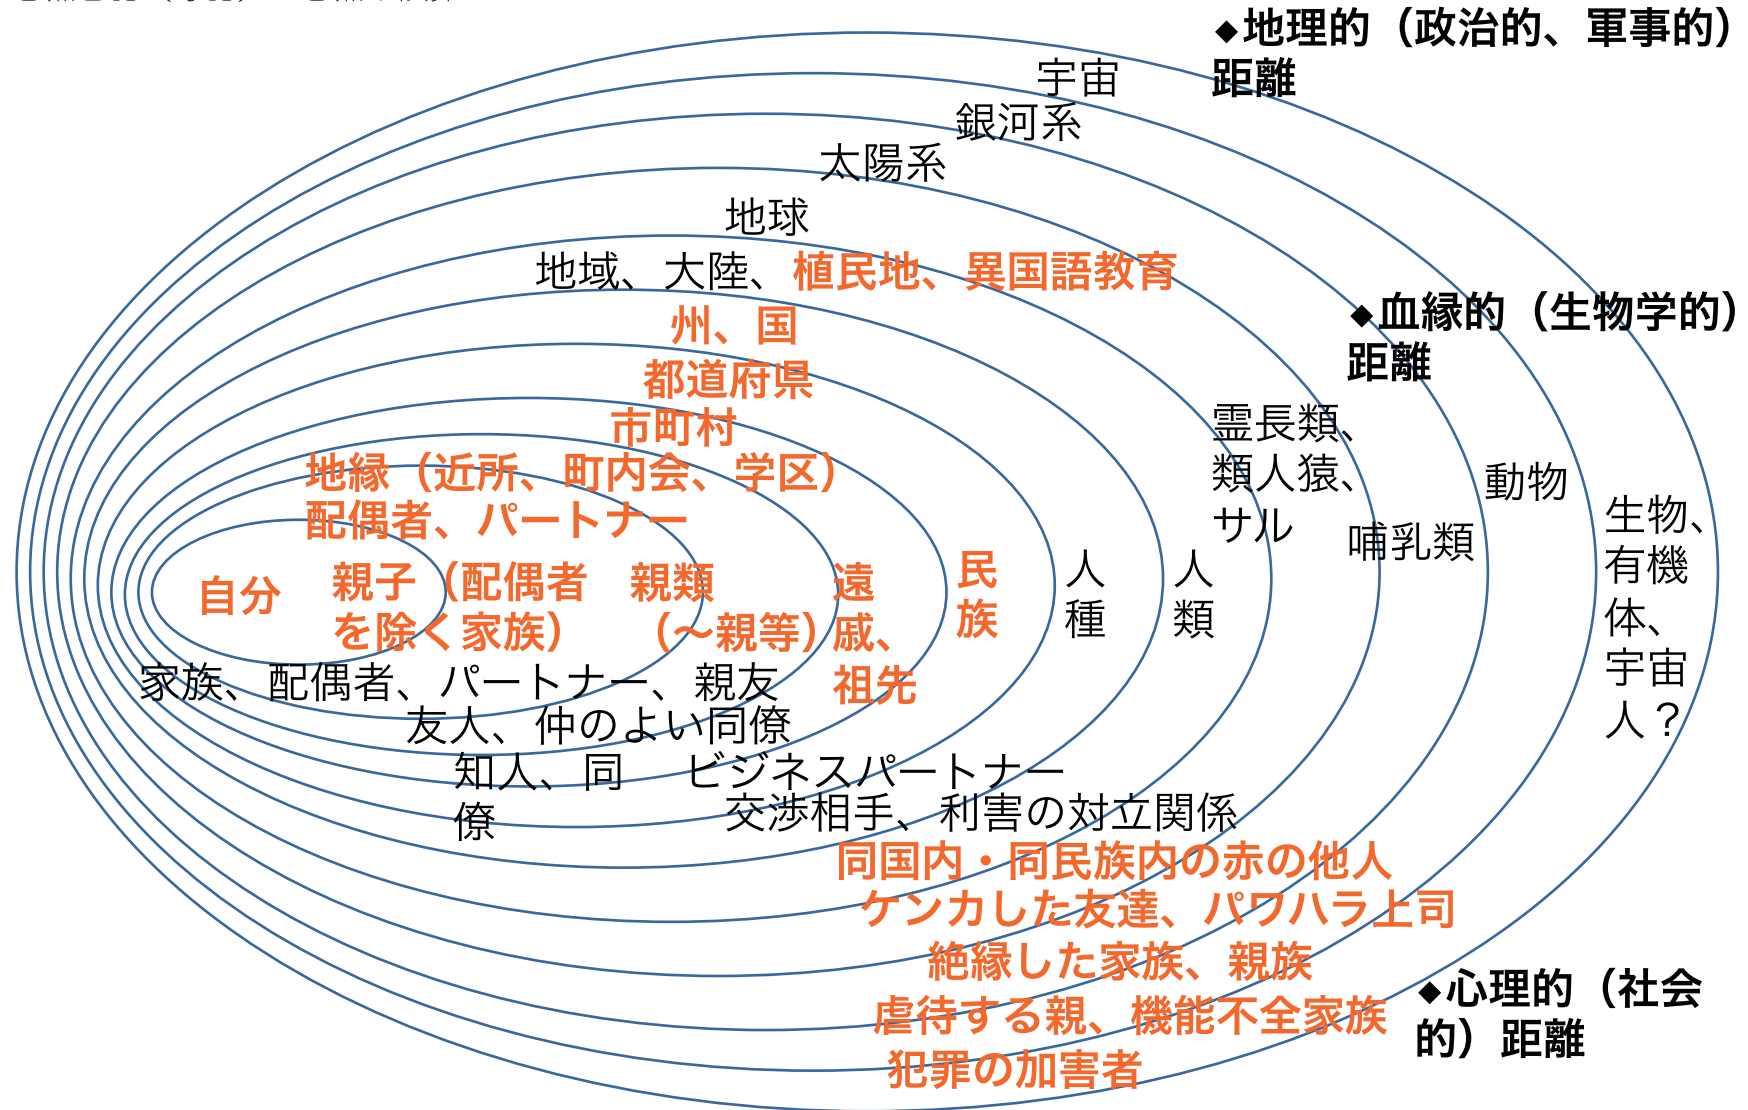 ◆地理的（政治的、軍事的）
距離
宇宙
銀河系
太陽系
地球
地域、大陸、植民地、異国語教育
州、国
都道府県
市町村
地縁（近所、町内会、学区）
配偶者、パートナー
◆血縁的（生物学的）
距離
自分
親子（配偶者
を除く家族）
親類
（～親等）
遠
戚、
祖先
民
族
人
種
人
類
霊長類、
類人猿、
サル
哺乳類
動物
生物、
有機
体、
宇宙
人？
家族、配偶者、パートナー、親友
友人、仲のよい同僚
知人、同
僚
ビジネスパートナー
交渉相手、利害の対立関係
同国内・同民族内の赤の他人
ケンカした友達、パワハラ上司
絶縁した家族、親族
虐待する親、機能不全家族
犯罪の加害者
◆心理的（社会
的）距離